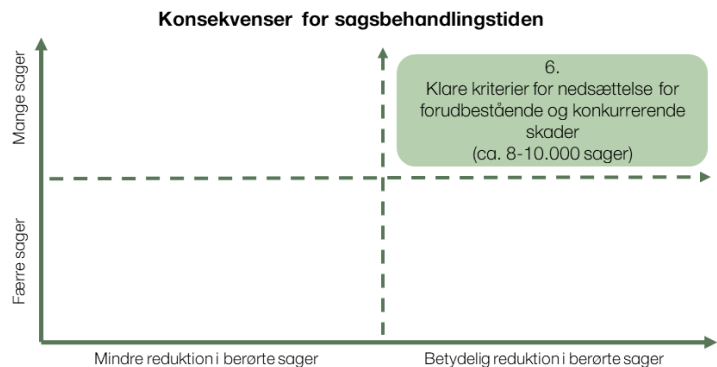 Konsekvenser for sagsbehandlingstiden
Mange sager
6.
Klare kriterier for nedsættelse for
forudbestående og konkurrerende
skader
(ca. 8-10.000 sager)
Færre sager
Mindre reduktion i berørte sager
Betydelig reduktion i berørte sager